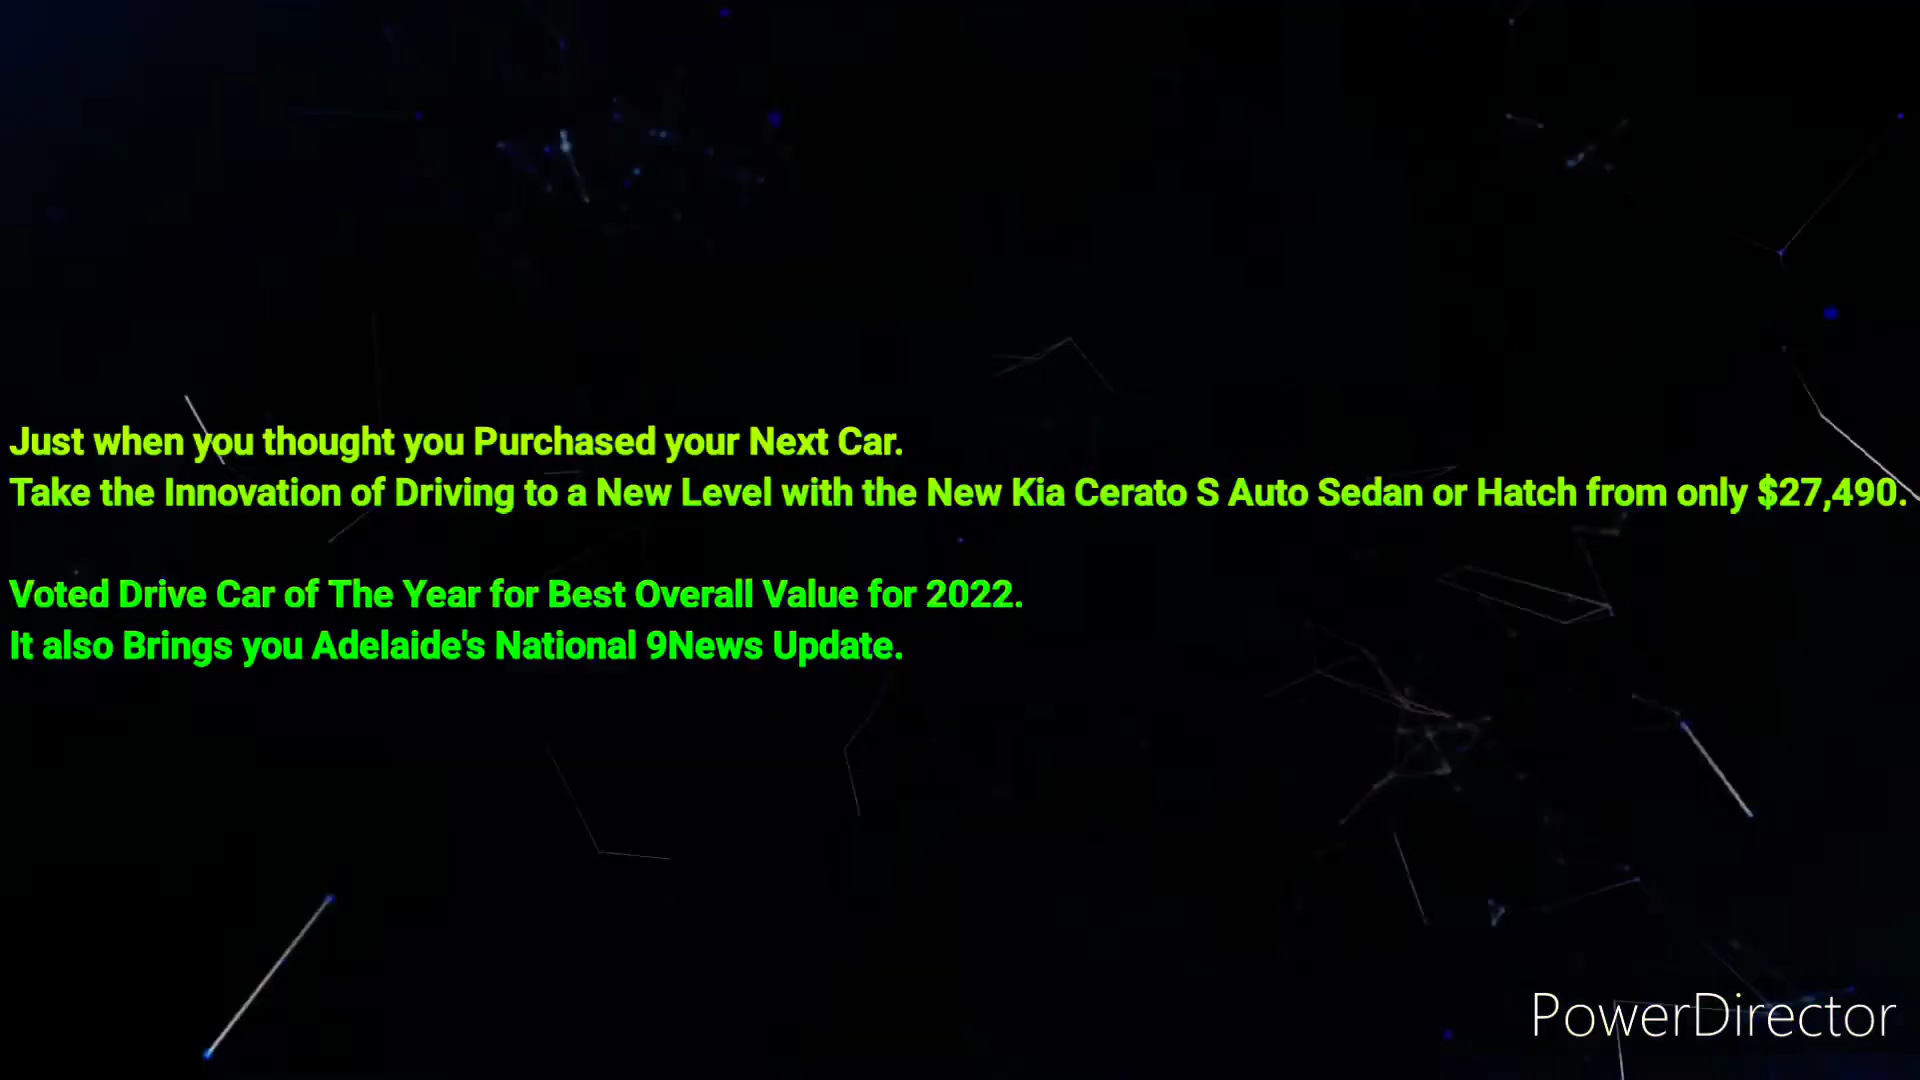 Just when you thought you Purchased your Next Car.
Take the Innovation of Driving to a New Level with the New Kia Cerato S Auto Sedan or Hatch from only $27,490.
Voted Drive Car of The Year for Best Overall Value for 2022.
It also Brings you Adelaide's National 9News Update.
PowerDirector